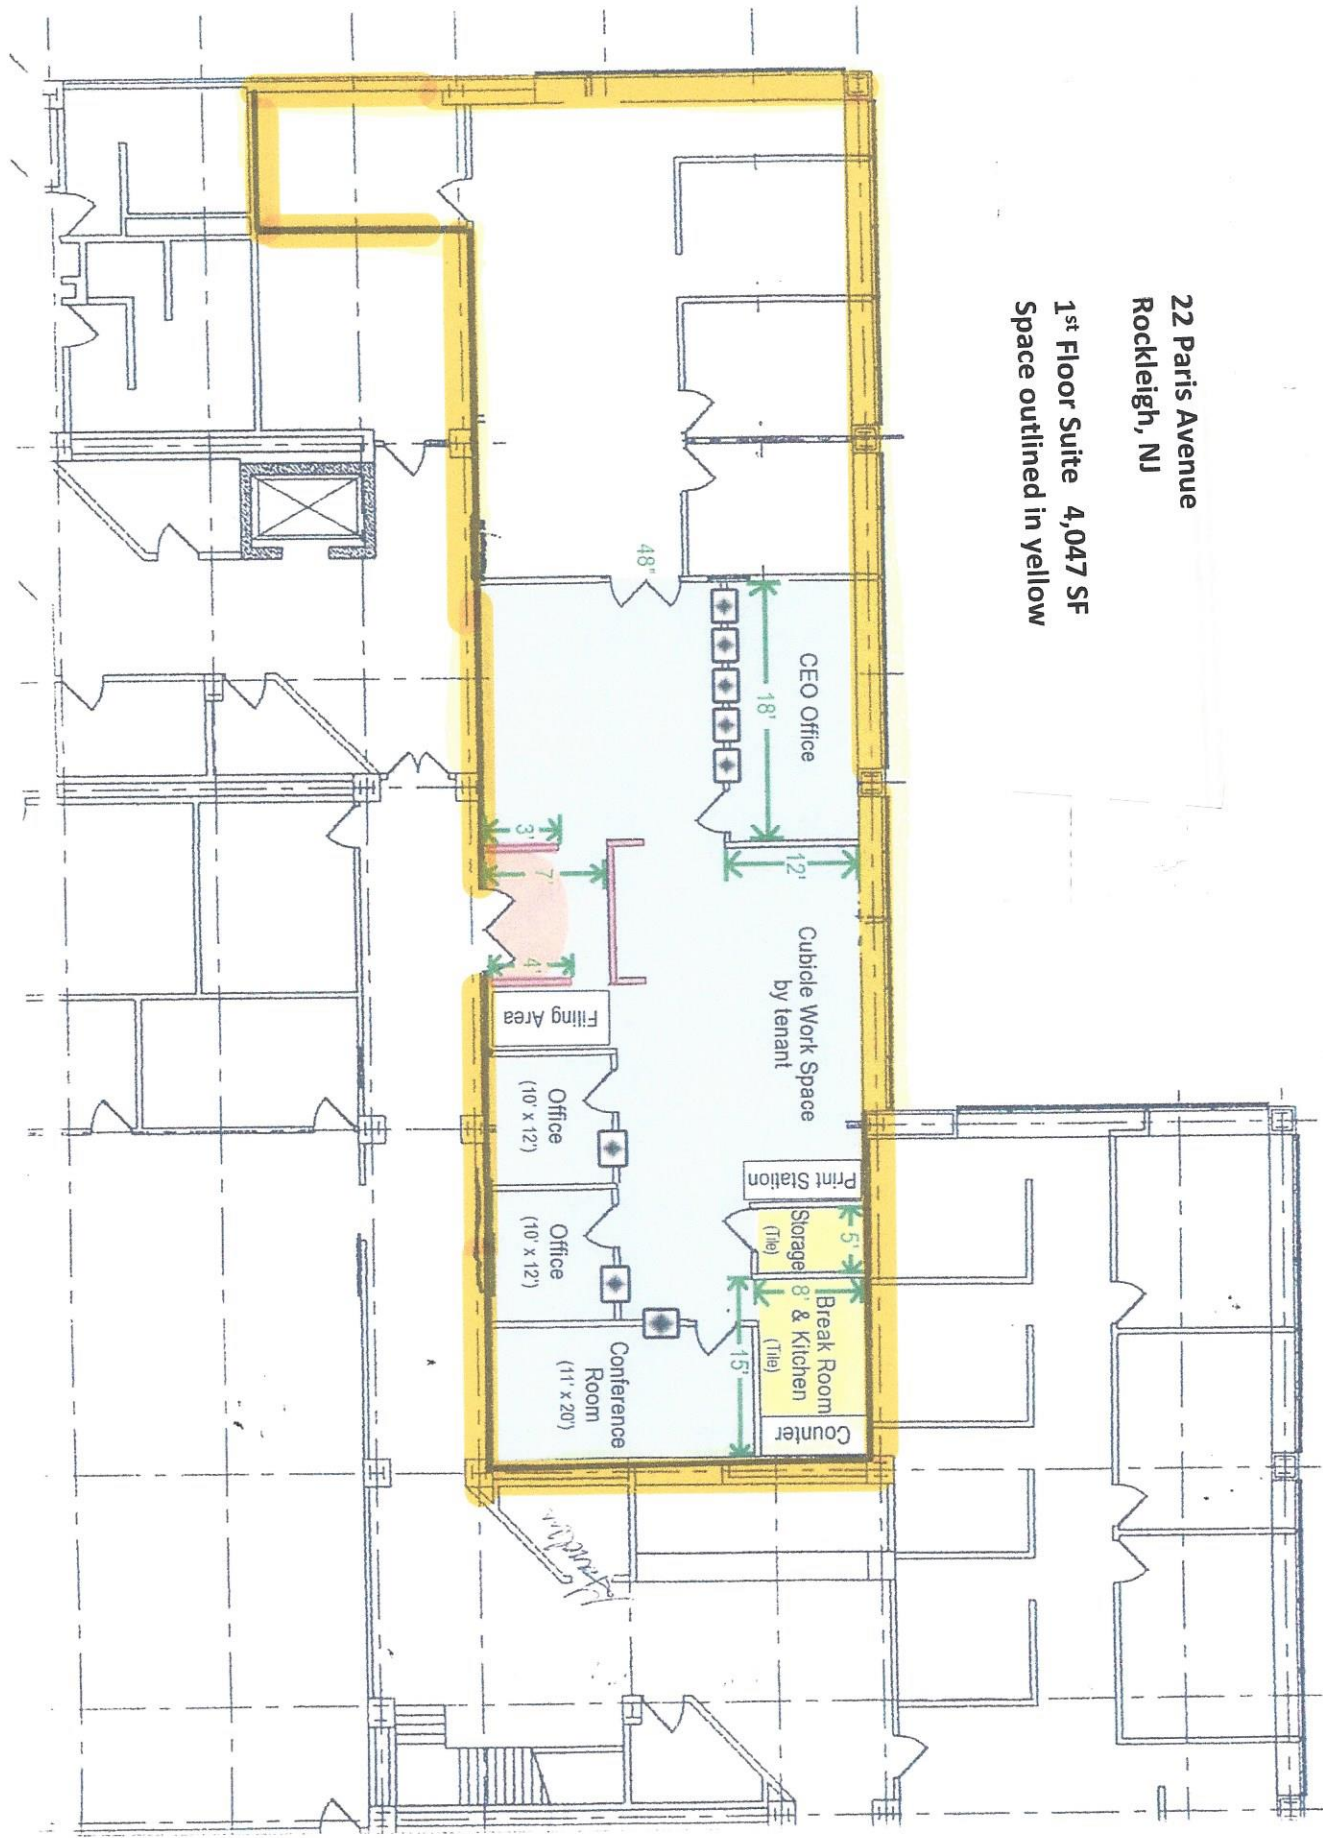 22 Paris Avenue
Rockleigh, NJ
1st Floor Suite 4,047 SF
Space outlined in yellow
48"
CEO Office
18'
12'
3'
7'
4'
Cubicle Work Space
by tenant
Filing Area
Office
(10' x 12')
Office
(10' x 12')
Print Station
Storage
(Tile)
5'
Break Room
& Kitchen
(Tile)
8'
15'
Counter
Conference
Room
(11' x 20')